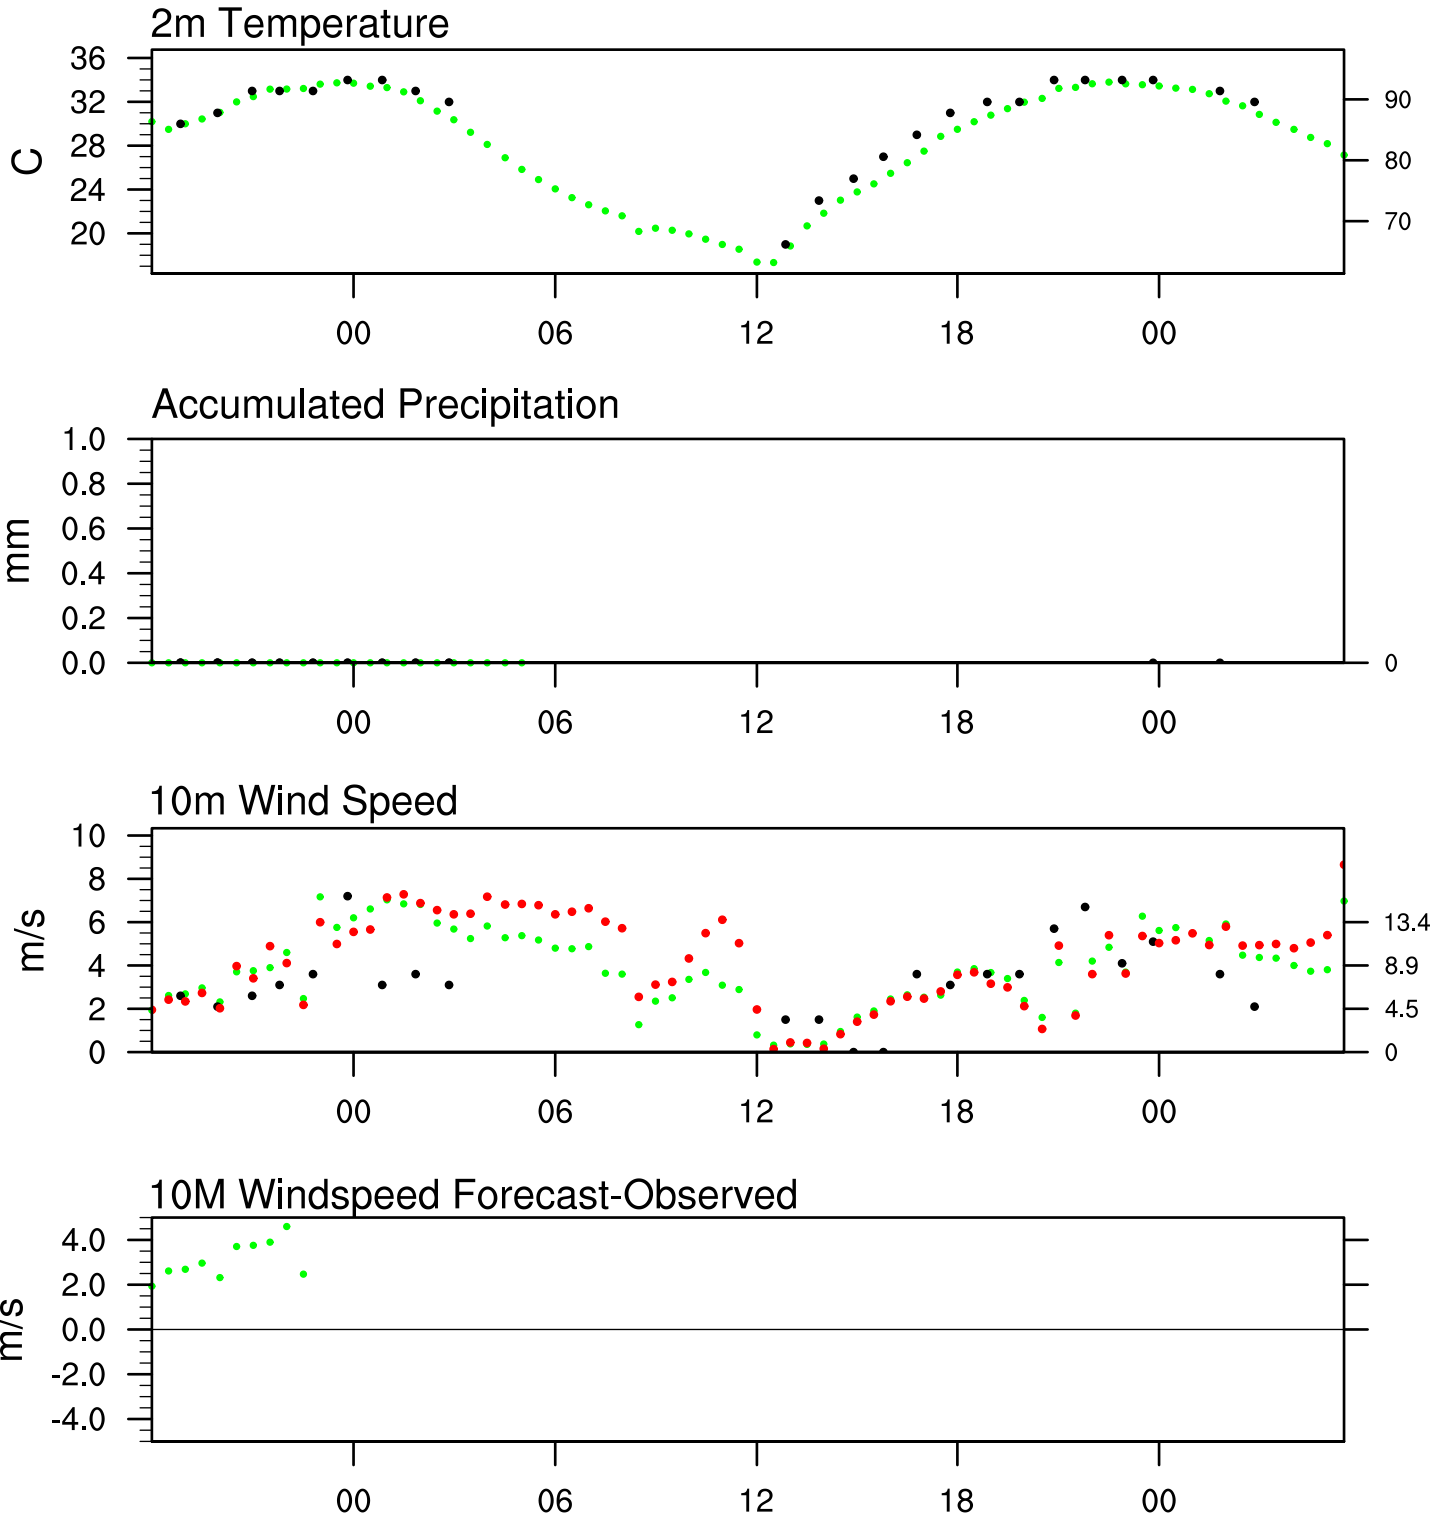 2m Temperature
36
32
28
24
20
C
90
80
70
00 06 12 18 00
Accumulated Precipitation
1.0
0.8
0.6
0.4
0.2
0.0
mm
0
00 06 12 18 00
10m Wind Speed
10
8
6
4
2
0
m/s
13.4
8.9
4.5
0
00 06 12 18 00
10M Windspeed Forecast-Observed
4.0
2.0
0.0
-2.0
-4.0
m/s
00 06 12 18 00